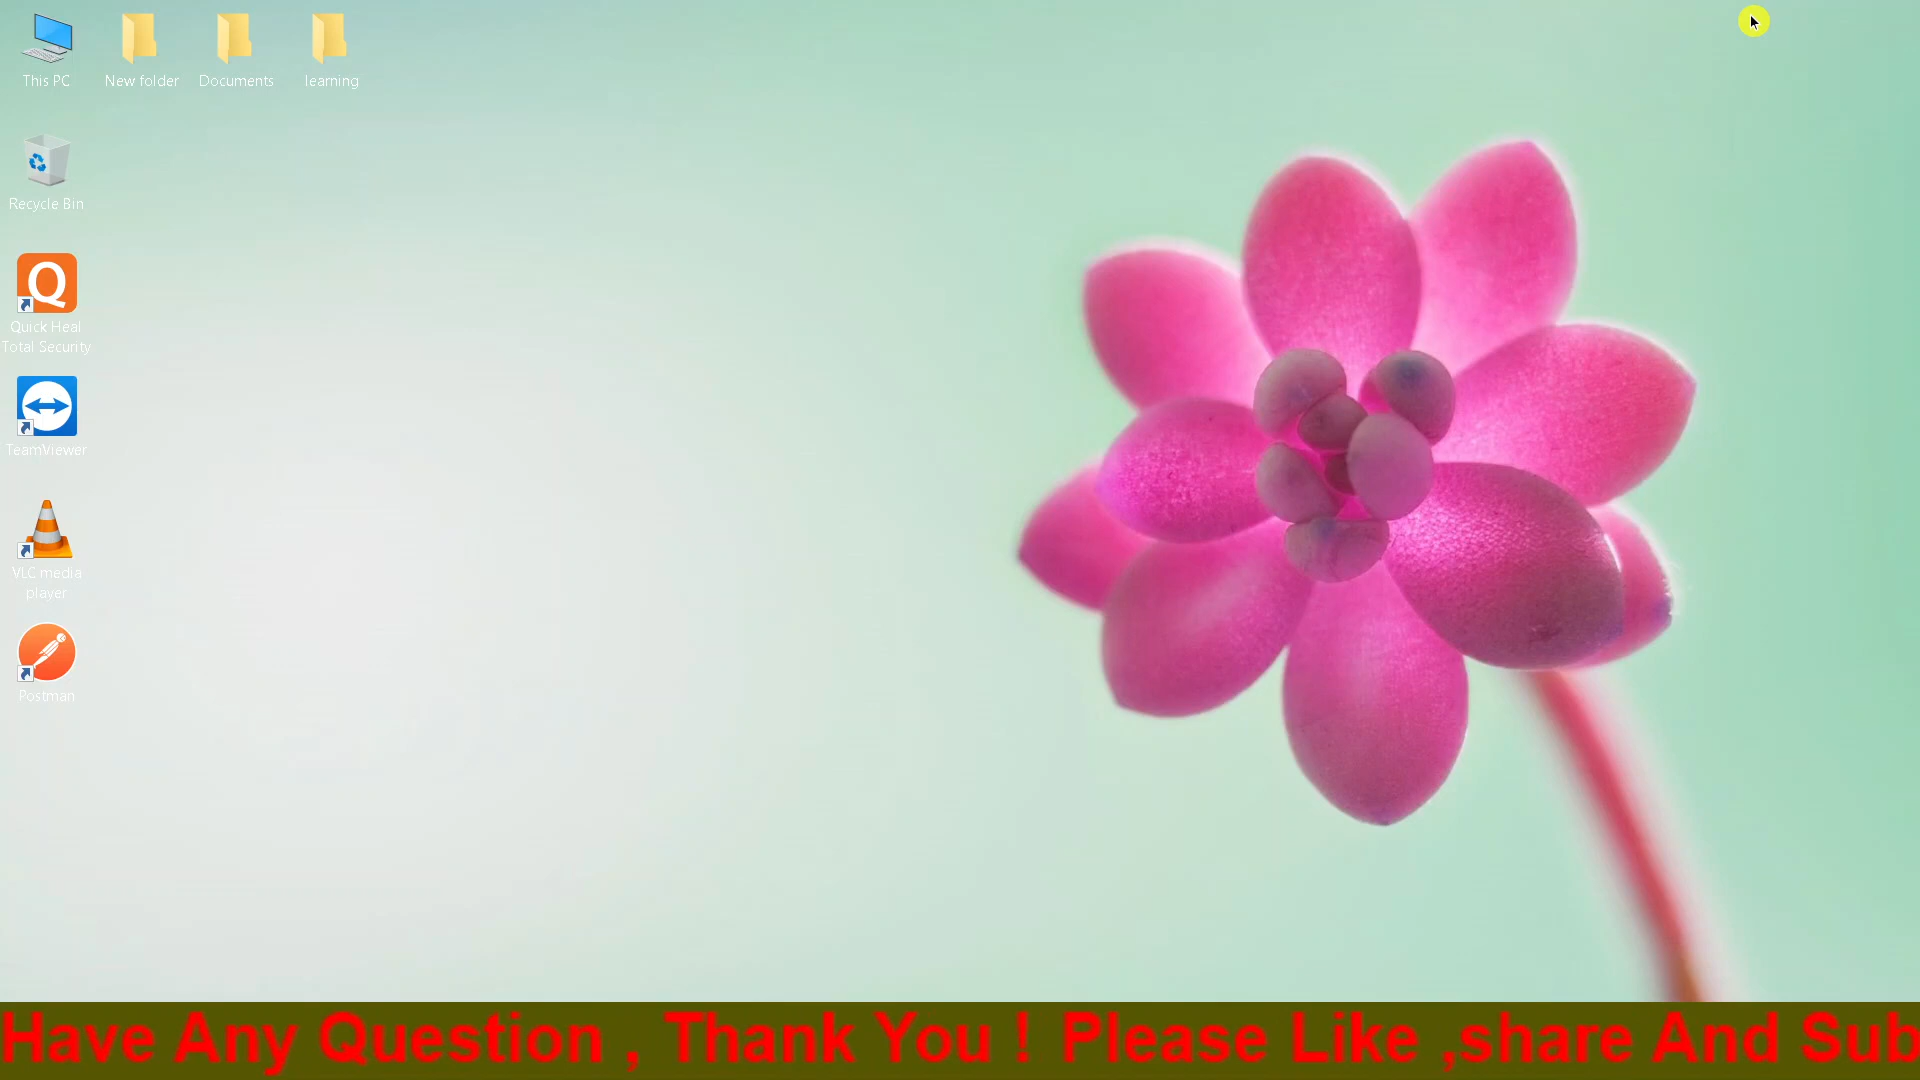 This PC
New folder
Documents
learning
Recycle Bin
Quick Heal
Total Security
TeamViewer
VLC media
player
Postman
Have Any Question , Thank You ! Please Like ,share And Sub